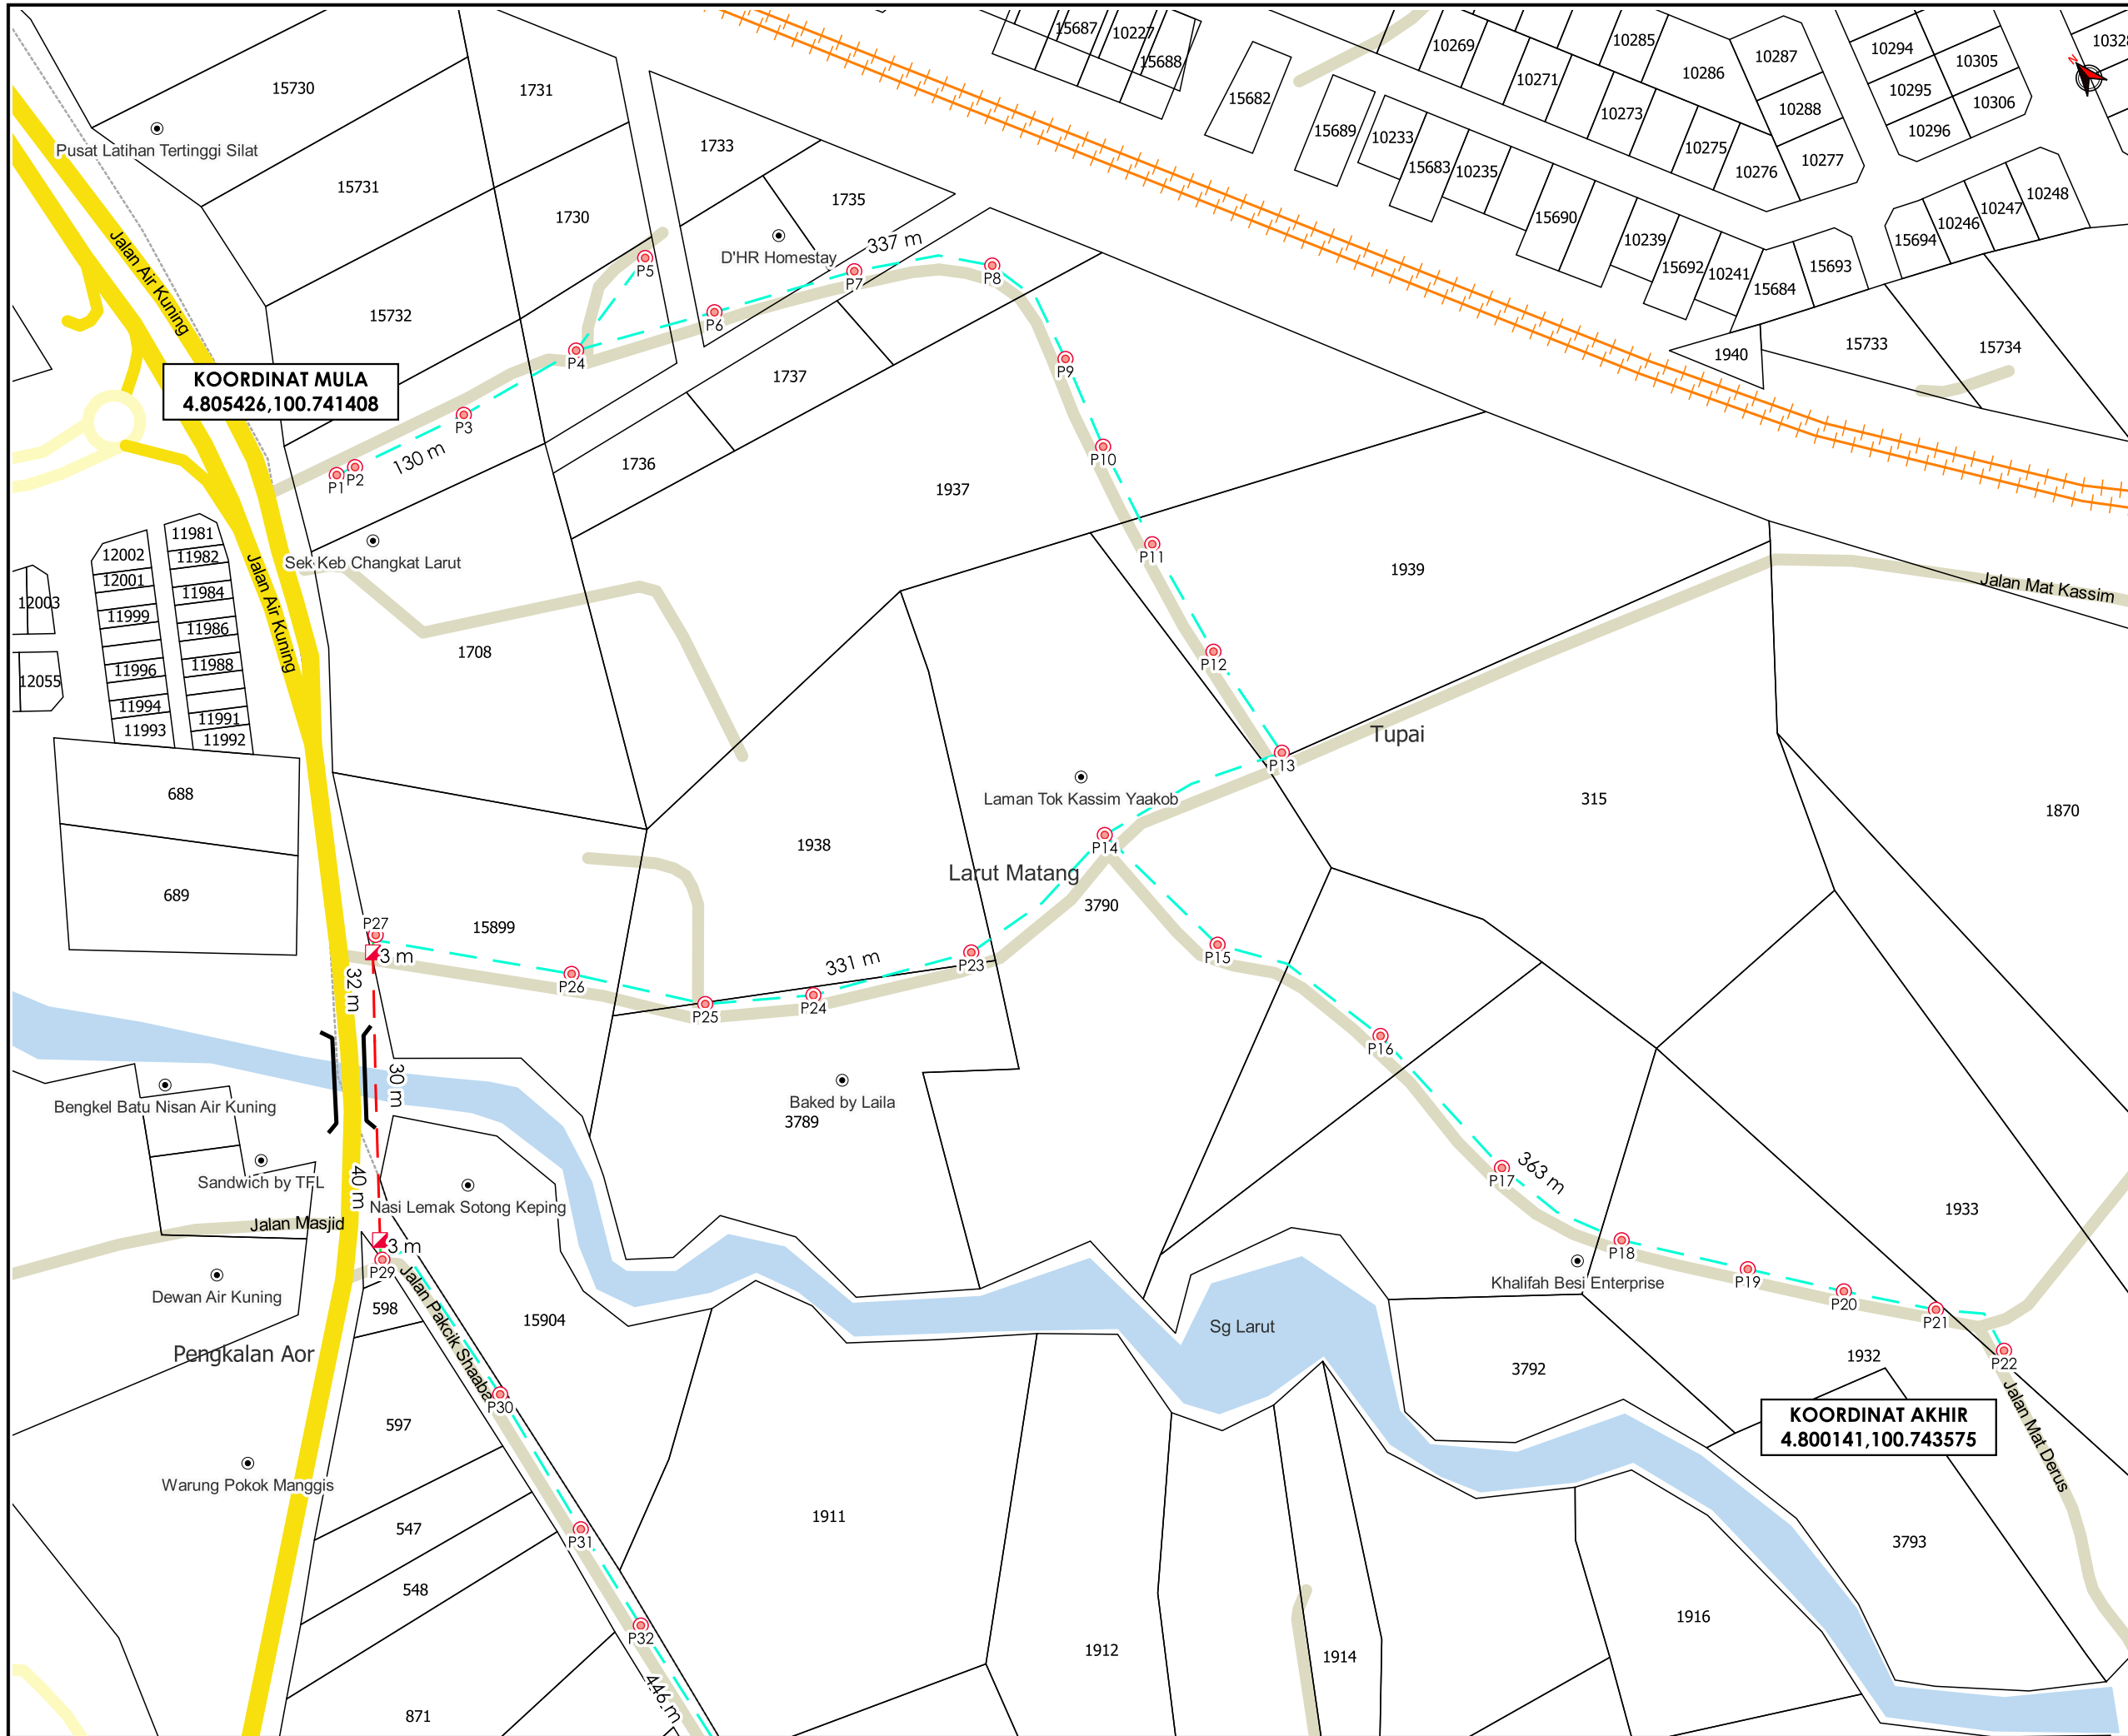 15687
10227
15688
10269
10285
10287
10294
10305
1032
N
15730
1731
15682
10271
10286
10295
10306
10288
10273
10296
Pusat Latihan Tertinggi Silat
1733
15689
10233
10275
10277
15731
15683
10235
10276
1735
10248
1730
15690
10247
10246
Jalan Air Kuning
337 m
10239
15694
D'HR Homestay
P5
P7
P8
15692
10241
15693
15684
15732
P6
15733
15734
1940
P4
P9
KOORDINAT MULA
4.805426,100.741408
1737
P3
130 m
P10
1736
P1
P2
1937
11981
12002
11982
Sek Keb Changkat Larut
P11
1939
12001
Jalan Mat Kassim
11984
12003
11999
Jalan Air Kuning
11986
1708
11988
11996
P12
12055
11994
11991
11993
11992
Tupai
P13
688
Laman Tok Kassim Yaakob
315
1870
1938
P14
Larut Matang
689
3790
P27
15899
3 m
P15
331 m
P23
32 m
P26
P24
P25
P16
30 m
Bengkel Batu Nisan Air Kuning
Baked by Laila
3789
Sandwich by TFL
40 m
363 m
P17
Nasi Lemak Sotong Keping
1933
Jalan Masjid
3 m
P18
P29
Dewan Air Kuning
Khalifah Besi Enterprise
P19
P20
598
15904
Sg Larut
P21
Jalan Pakcik Shaaba
Pengkalan Aor
3792
1932
P22
P30
597
KOORDINAT AKHIR
4.800141,100.743575
Jalan Mat Derus
Warung Pokok Manggis
547
1911
P31
3793
548
P32
1916
1912
1914
446 m
871